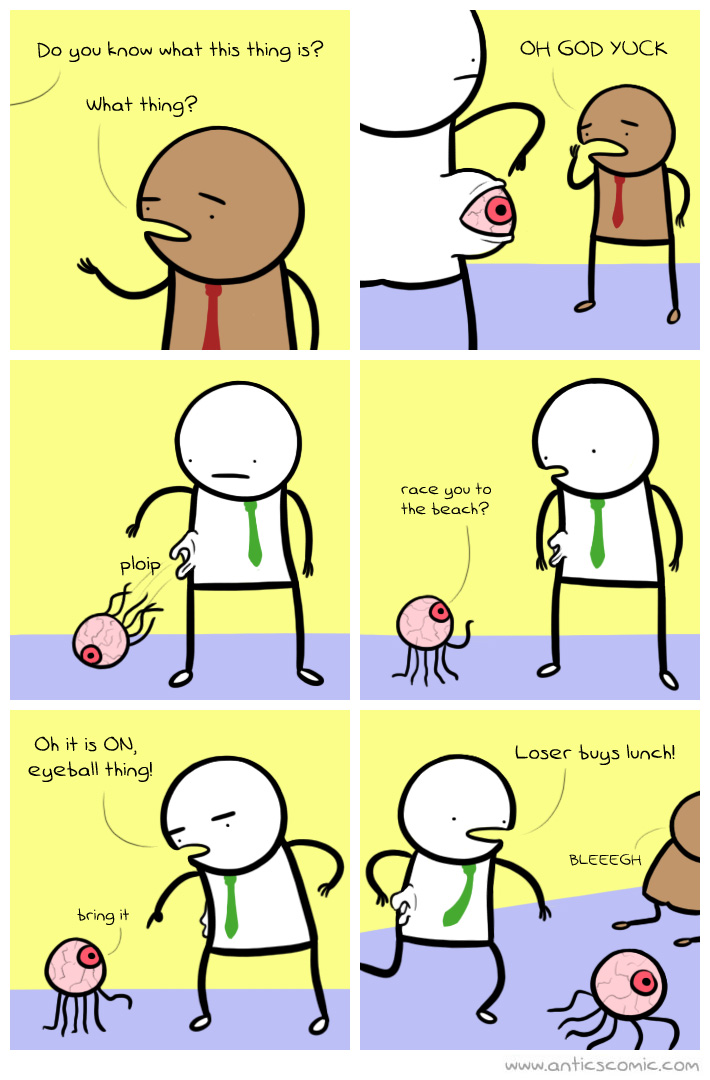 Do you know what this thing is?
What thing?
OH GOD YUCK
ploip
race you to
the beach?
Oh it is ON,
eyeball thing!
bring it
Loser buys lunch!
BLEEEGH
www.anticscomic.com